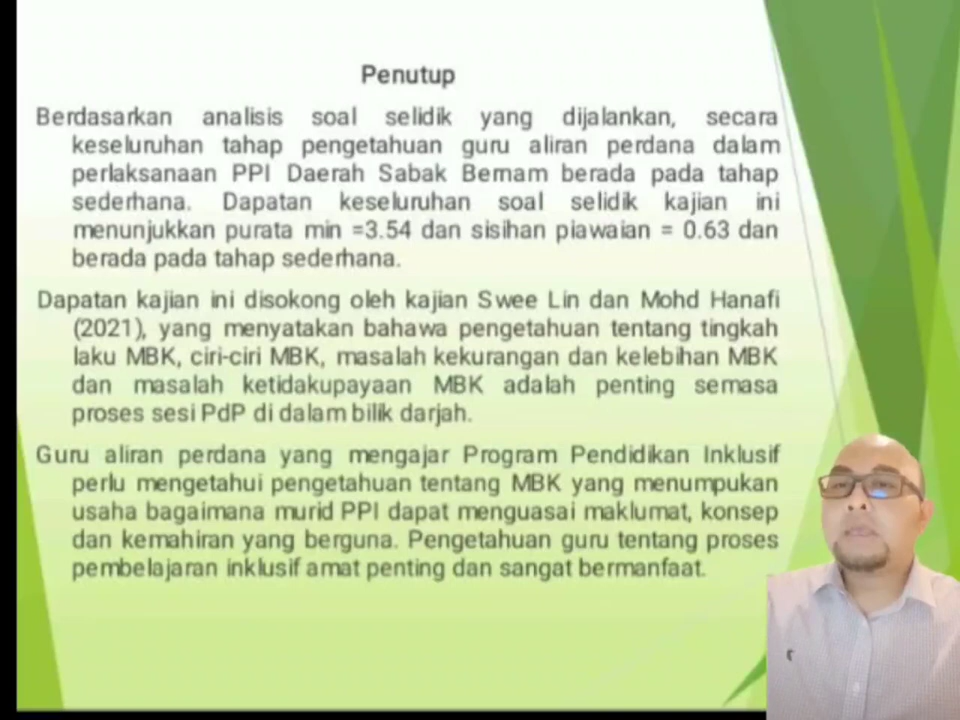 Penutup
Berdasarkan analisis soal selidik yang dijalankan, secara
keseluruhan tahap pengetahuan guru aliran perdana dalam
perlaksanaan PPI Daerah Sabak Bernam berada pada tahap
sederhana. Dapatan keseluruhan soal selidik kajian ini
menunjukkan purata min =3.54 dan sisihan piawaian = 0.63 dan
berada pada tahap sederhana.
Dapatan kajian ini disokong oleh kajian Swee Lin dan Mohd Hanafi
(2021), yang menyatakan bahawa pengetahuan tentang tingkah
laku MBK, ciri-ciri MBK, masalah kekurangan dan kelebihan MBK
dan masalah ketidakupayaan MBK adalah penting semasa
proses sesi PdP di dalam bilik darjah.
Guru aliran perdana yang mengajar Program Pendidikan Inklusif
perlu mengetahui pengetahuan tentang MBK yang menumpukan
usaha bagaimana murid PPI dapat menguasai maklumat, konsep
dan kemahiran yang berguna. Pengetahuan guru tentang proses
pembelajaran inklusif amat penting dan sangat bermanfaat.